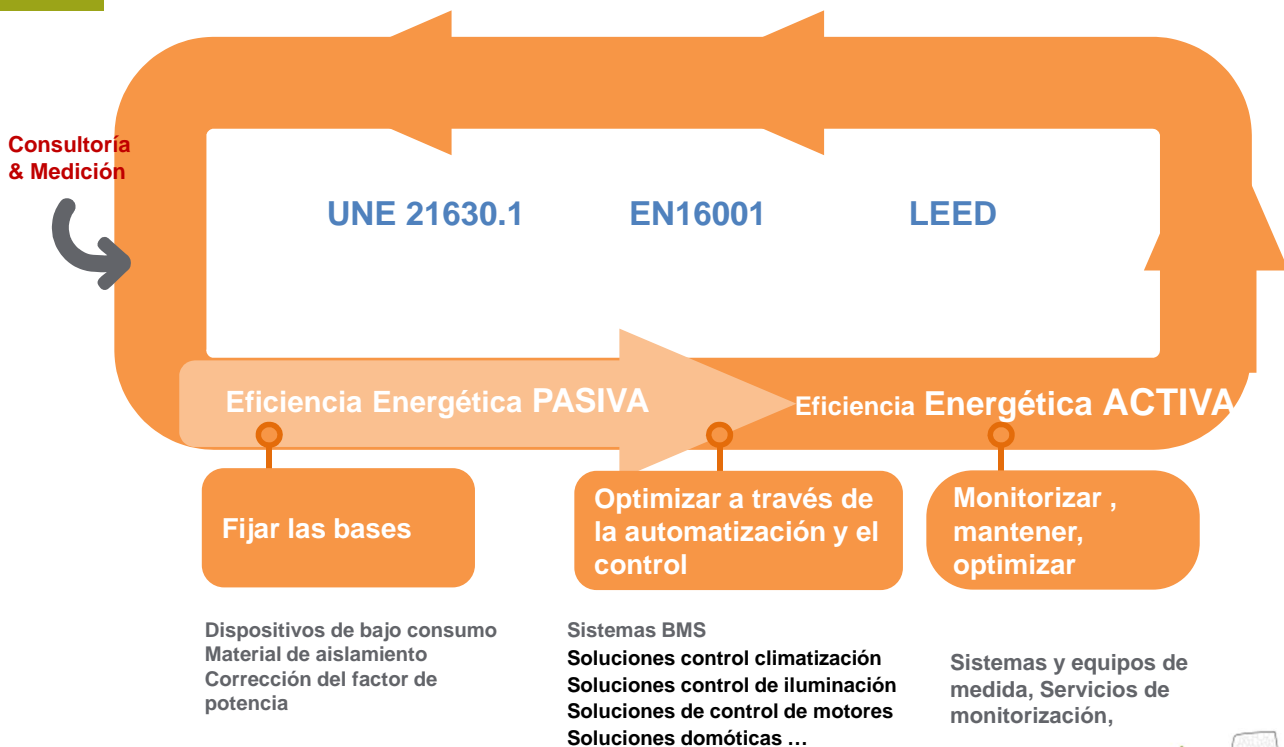 Consultoría
& Medición
UNE 21630.1
EN16001
LEED
Eficiencia Energética PASIVA
Eficiencia Energética ACTIVA
Fijar las bases
Optimizar a través de
la automatización y el
control
Monitorizar ,
mantener,
optimizar
Dispositivos de bajo consumo
Material de aislamiento
Corrección del factor de
potencia
Sistemas BMS
Soluciones control climatización
Soluciones control de iluminación
Soluciones de control de motores
Soluciones domóticas …
Sistemas y equipos de
medida, Servicios de
monitorización,